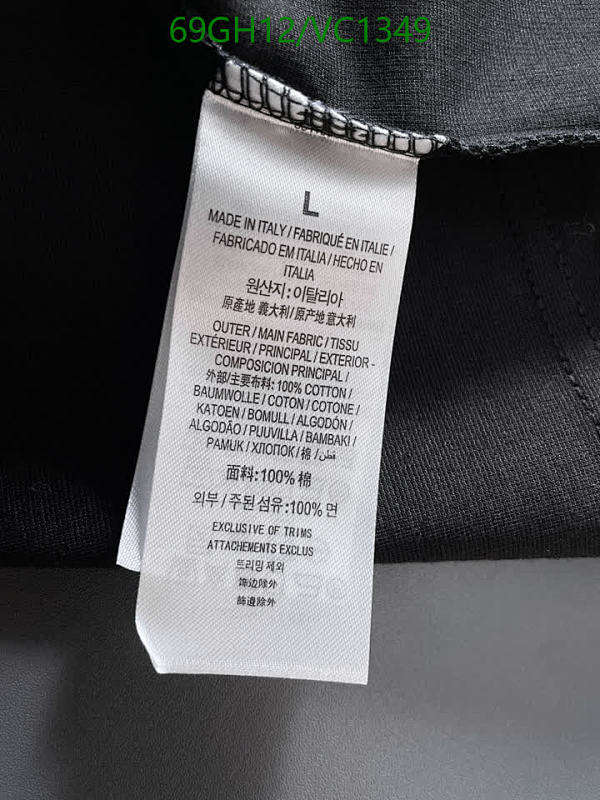 69GH12/VC1349
L
MADE IN ITALY / FABRIQUÉ EN ITALIE /
FABRICADO EM ITALIA / HECHO EN
ITALIA
원산지 : 이탈리아
原產地 義大利 / 原产地 意大利
OUTER / MAIN FABRIC / TISSU
EXTÉRIEUR / PRINCIPAL / EXTERIOR -
COMPOSICION PRINCIPAL /
外部/主要布料: 100% COTTON /
BAUMWOLLE / COTON / COTONE /
KATOEN / BOMULL / ALGODÓN /
ALGODÃO / PUUVILLA / BAMBAKI /
PAMUK / ХЛОПОК / 棉 / قطن/
面料:100% 棉
외부 / 주된 섬유:100% 면
EXCLUSIVE OF TRIMS
ATTACHEMENTS EXCLUS
트리밍 제외
饰边除外
飾邊除外